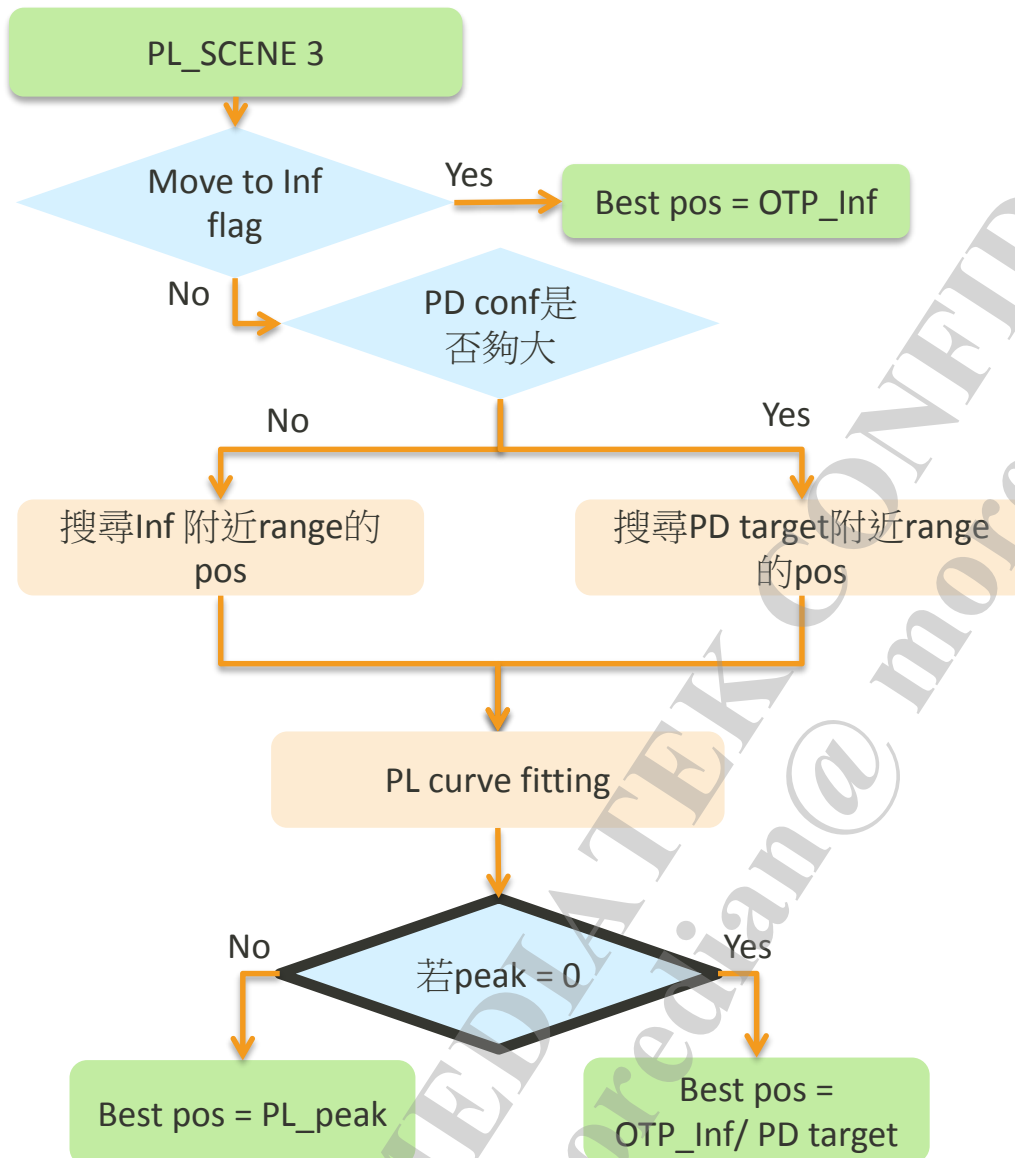 PL_SCENE 3
Move to Inf
flag
Yes
Best pos = OTP_Inf
No
PD conf是
否夠大
No
Yes
搜尋Inf 附近range的
pos
搜尋PD target附近range
的pos
PL curve fitting
No
若peak = 0
Yes
Best pos = PL_peak
Best pos =
OTP_Inf/ PD target